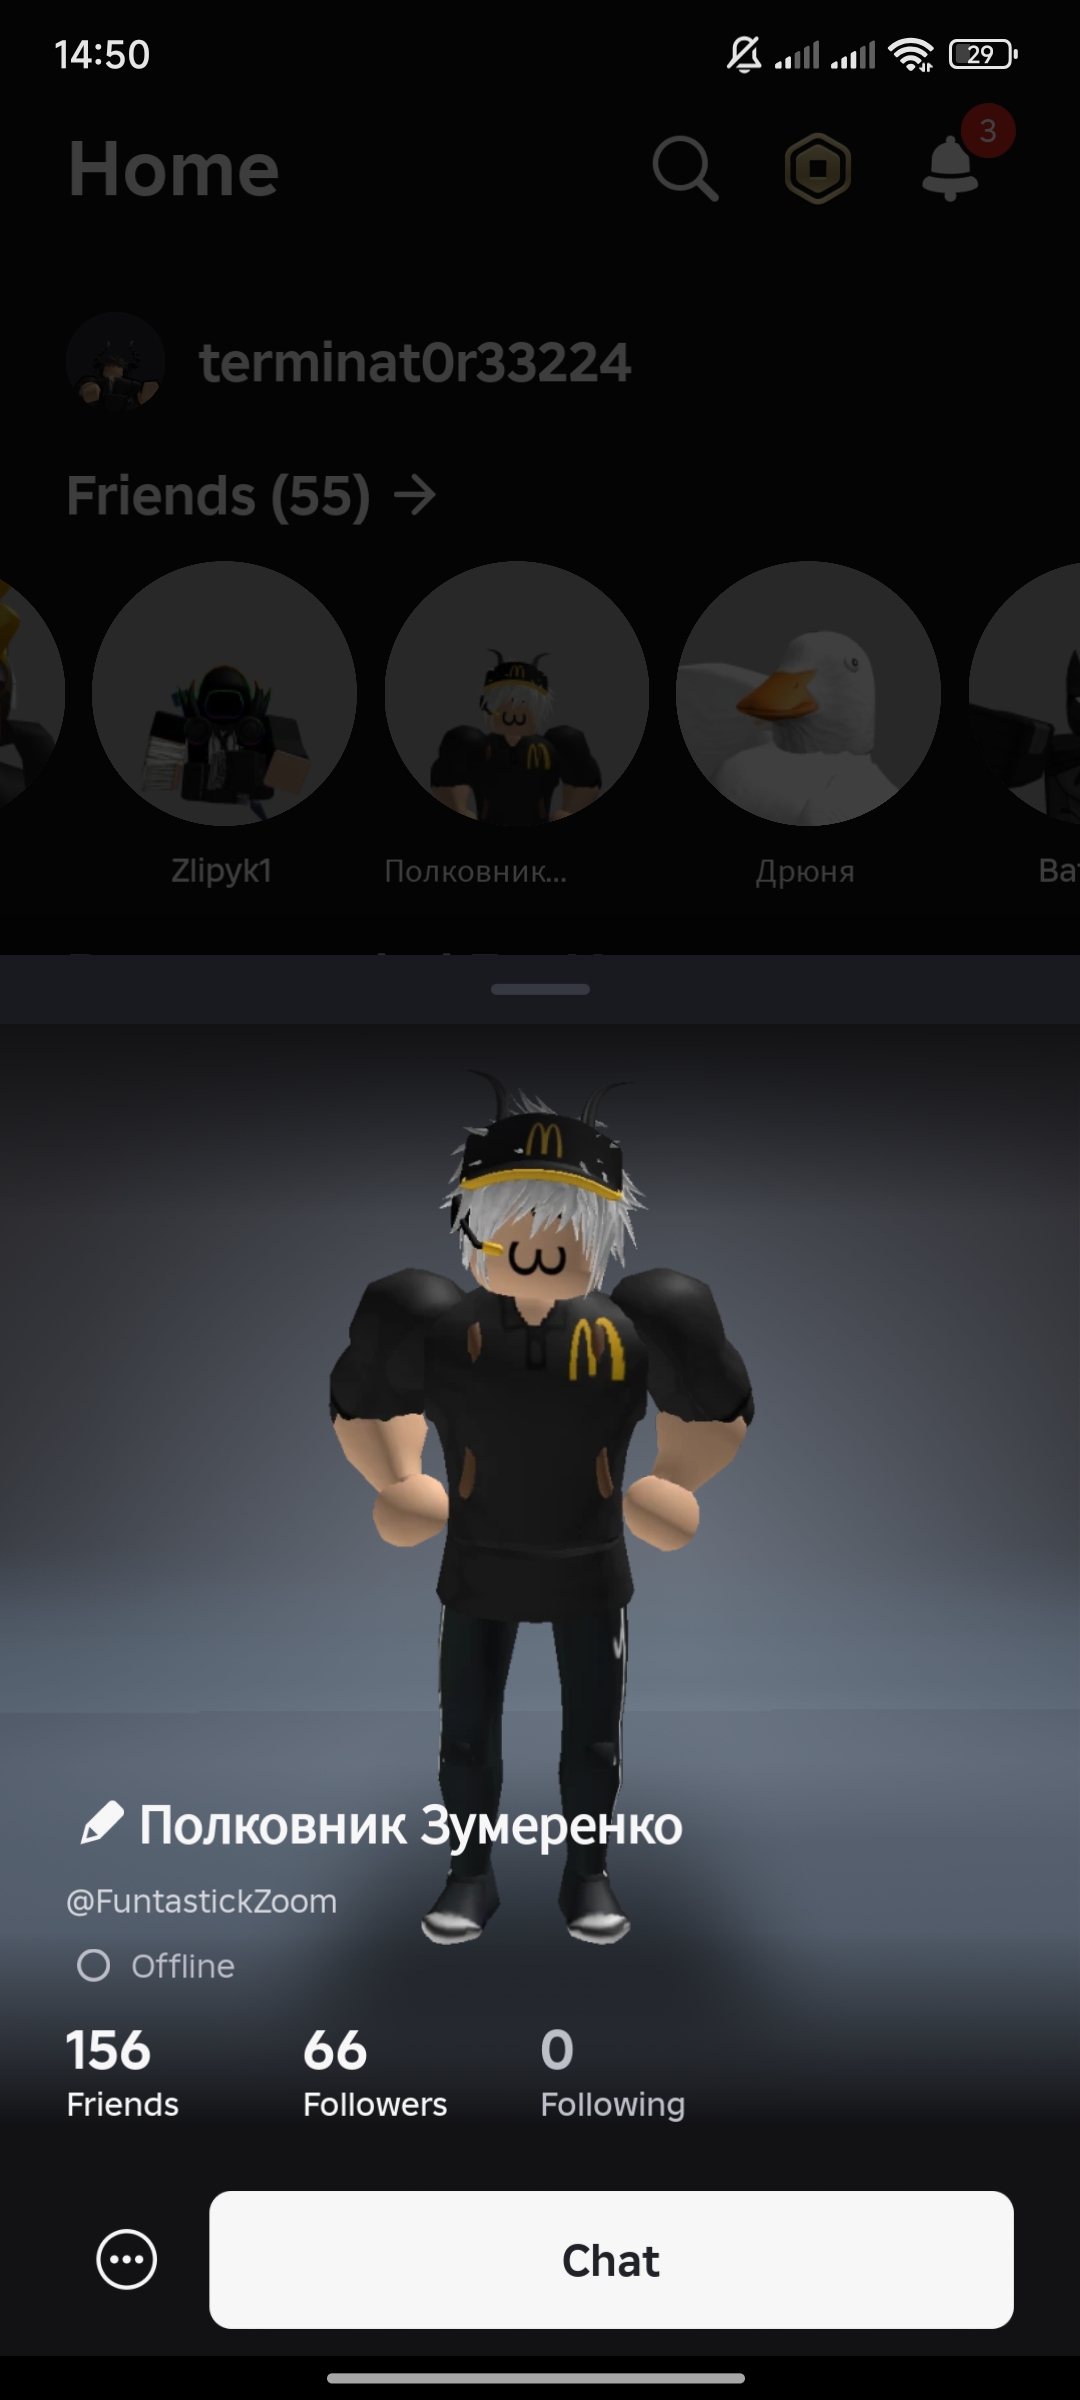 14:50
29
Home
3
terminat0r33224
Friends (55)
Zlipyk1
Полковник...
Дрюня
Ba
Полковник Зумеренко
@FuntastickZoom
Offline
156
66
0
Friends
Followers
Following
Chat